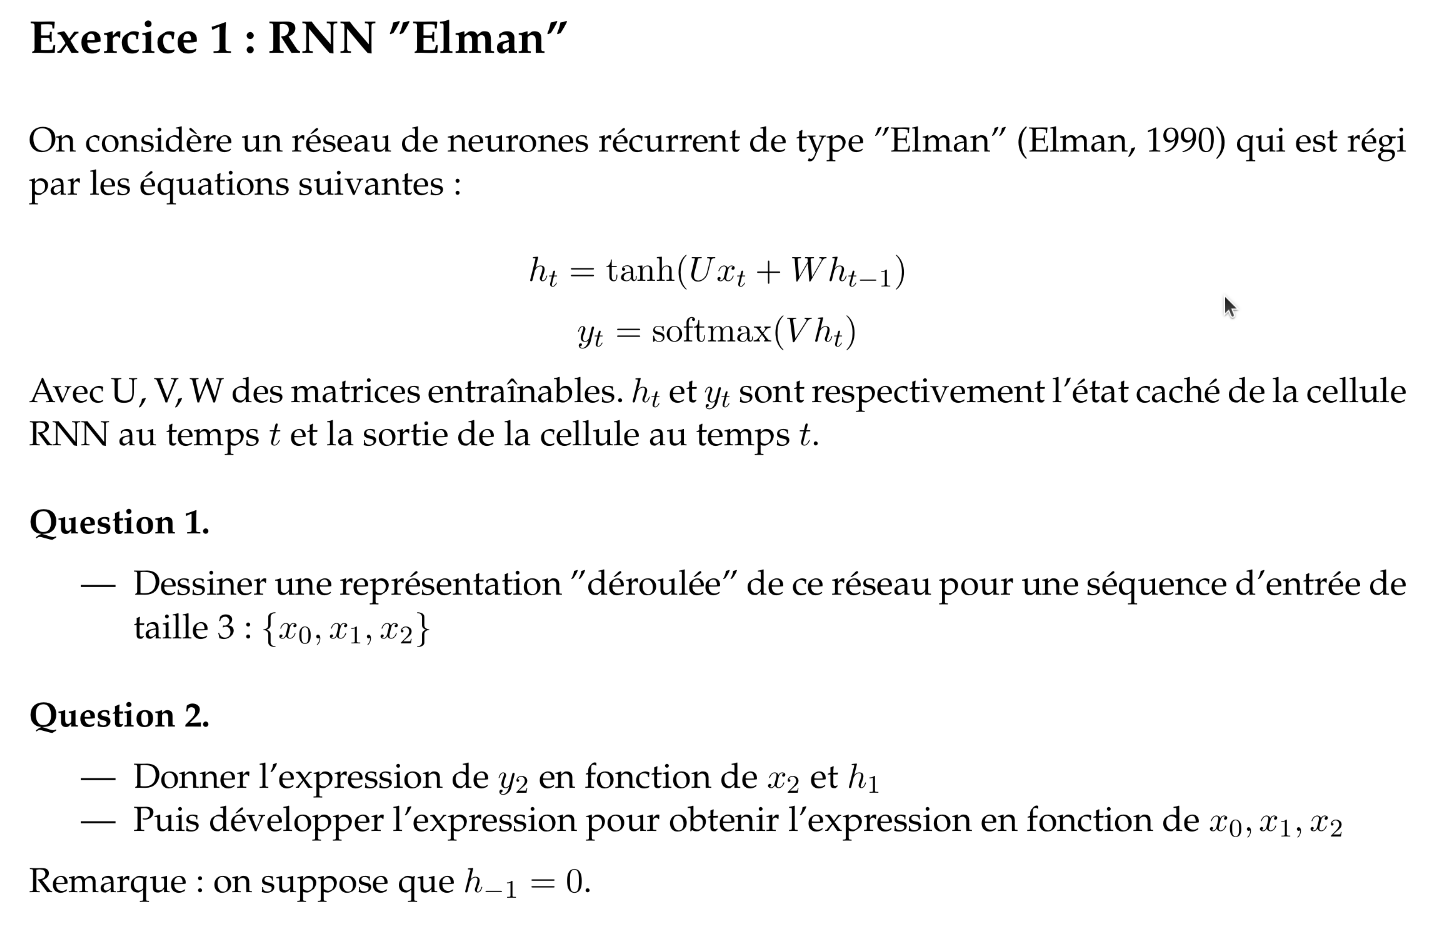 Exercice 1 : RNN ”Elman”
On considère un réseau de neurones récurrent de type ”Elman” (Elman, 1990) qui est régi
par les équations suivantes :
h_t = tanh(Ux_t + Wh_{t−1})
y_t = softmax(Vh_t)
Avec U, V, W des matrices entraînables. h_t et y_t sont respectivement l’état caché de la cellule
RNN au temps t et la sortie de la cellule au temps t.
Question 1.
— Dessiner une représentation ”déroulée” de ce réseau pour une séquence d’entrée de
taille 3 : {x_0, x_1, x_2}
Question 2.
— Donner l’expression de y_2 en fonction de x_2 et h_1
— Puis développer l’expression pour obtenir l’expression en fonction de x_0, x_1, x_2
Remarque : on suppose que h_{−1} = 0.